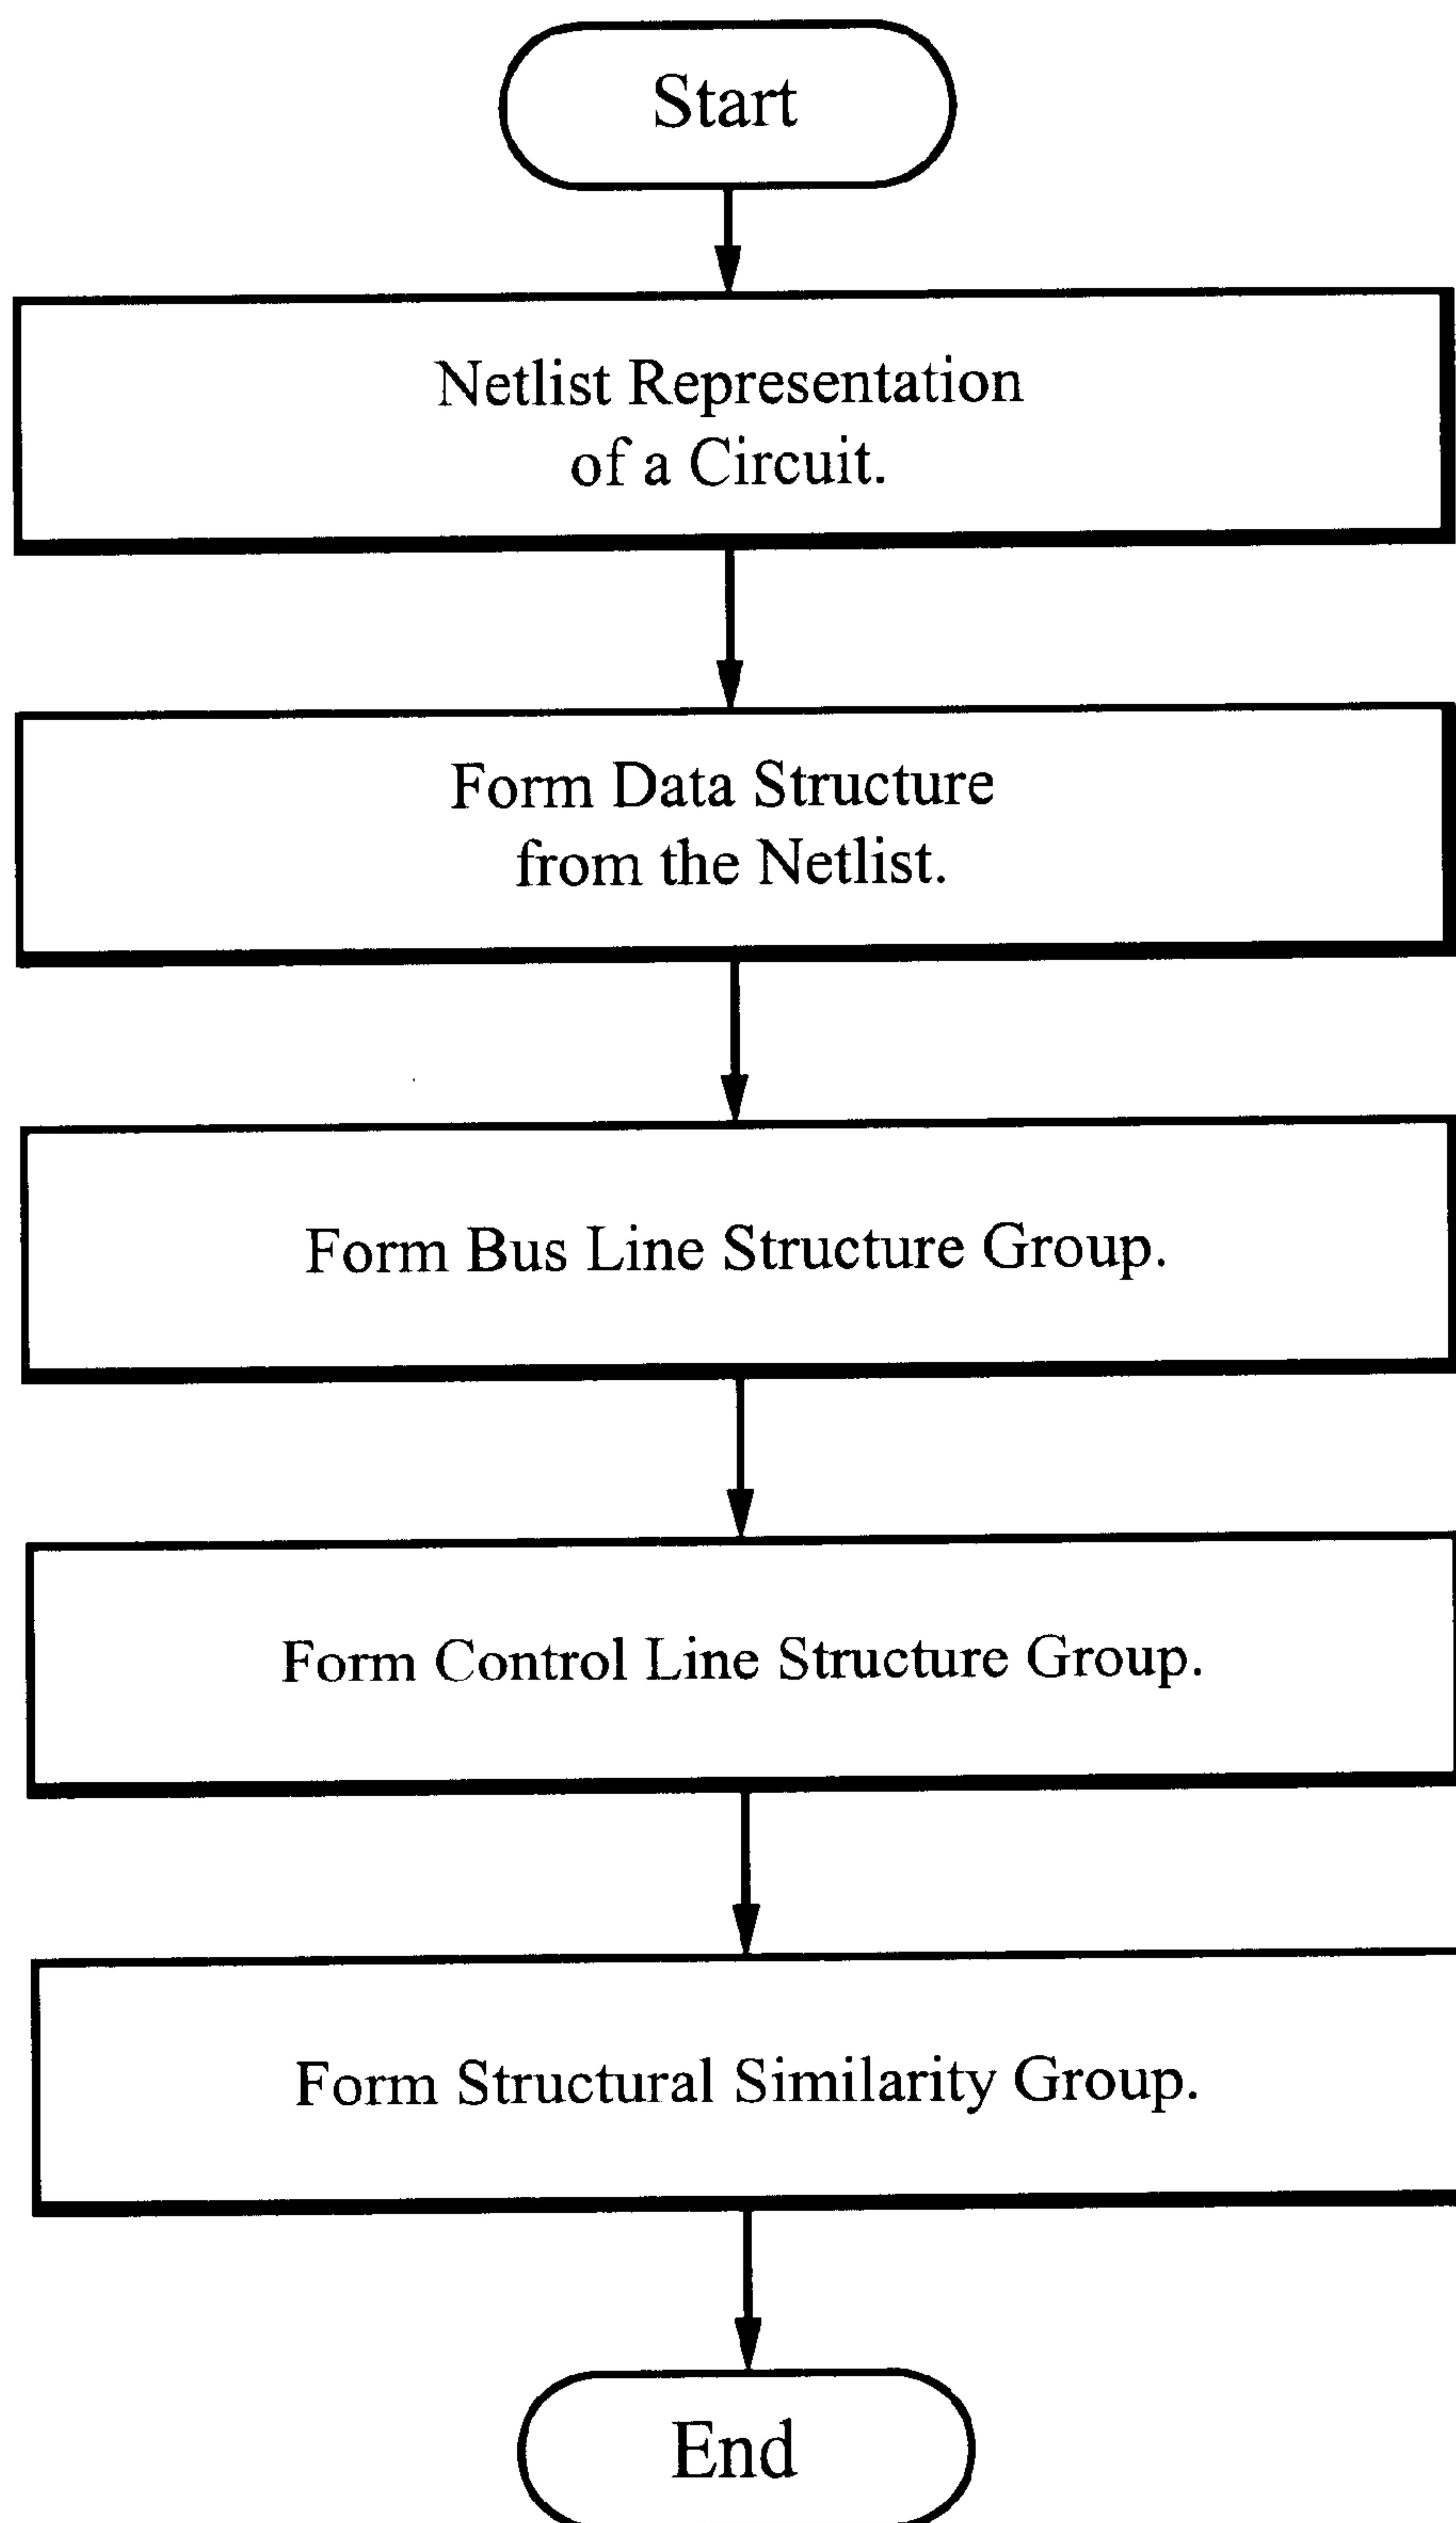 Start
Netlist Representation
of a Circuit.
Form Data Structure
from the Netlist.
Form Bus Line Structure Group.
Form Control Line Structure Group.
Form Structural Similarity Group.
End